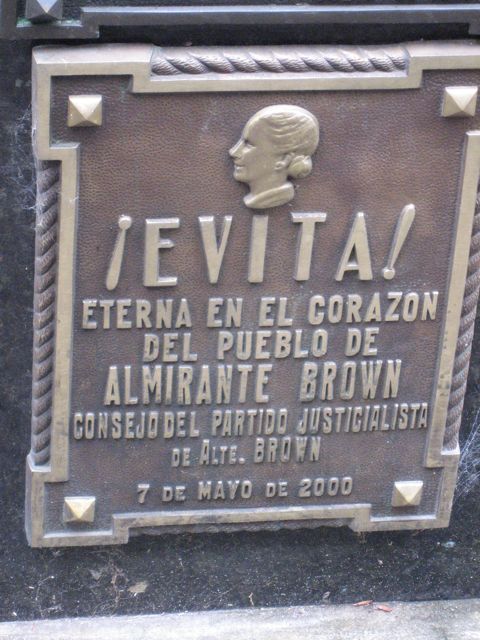 ¡EVITA!
ETERNA EN EL CORAZON
DEL PUEBLO DE
ALMIRANTE BROWN
CONSEJO DEL PARTIDO JUSTICIALISTA
DE ALTE. BROWN
7 DE MAYO DE 2000